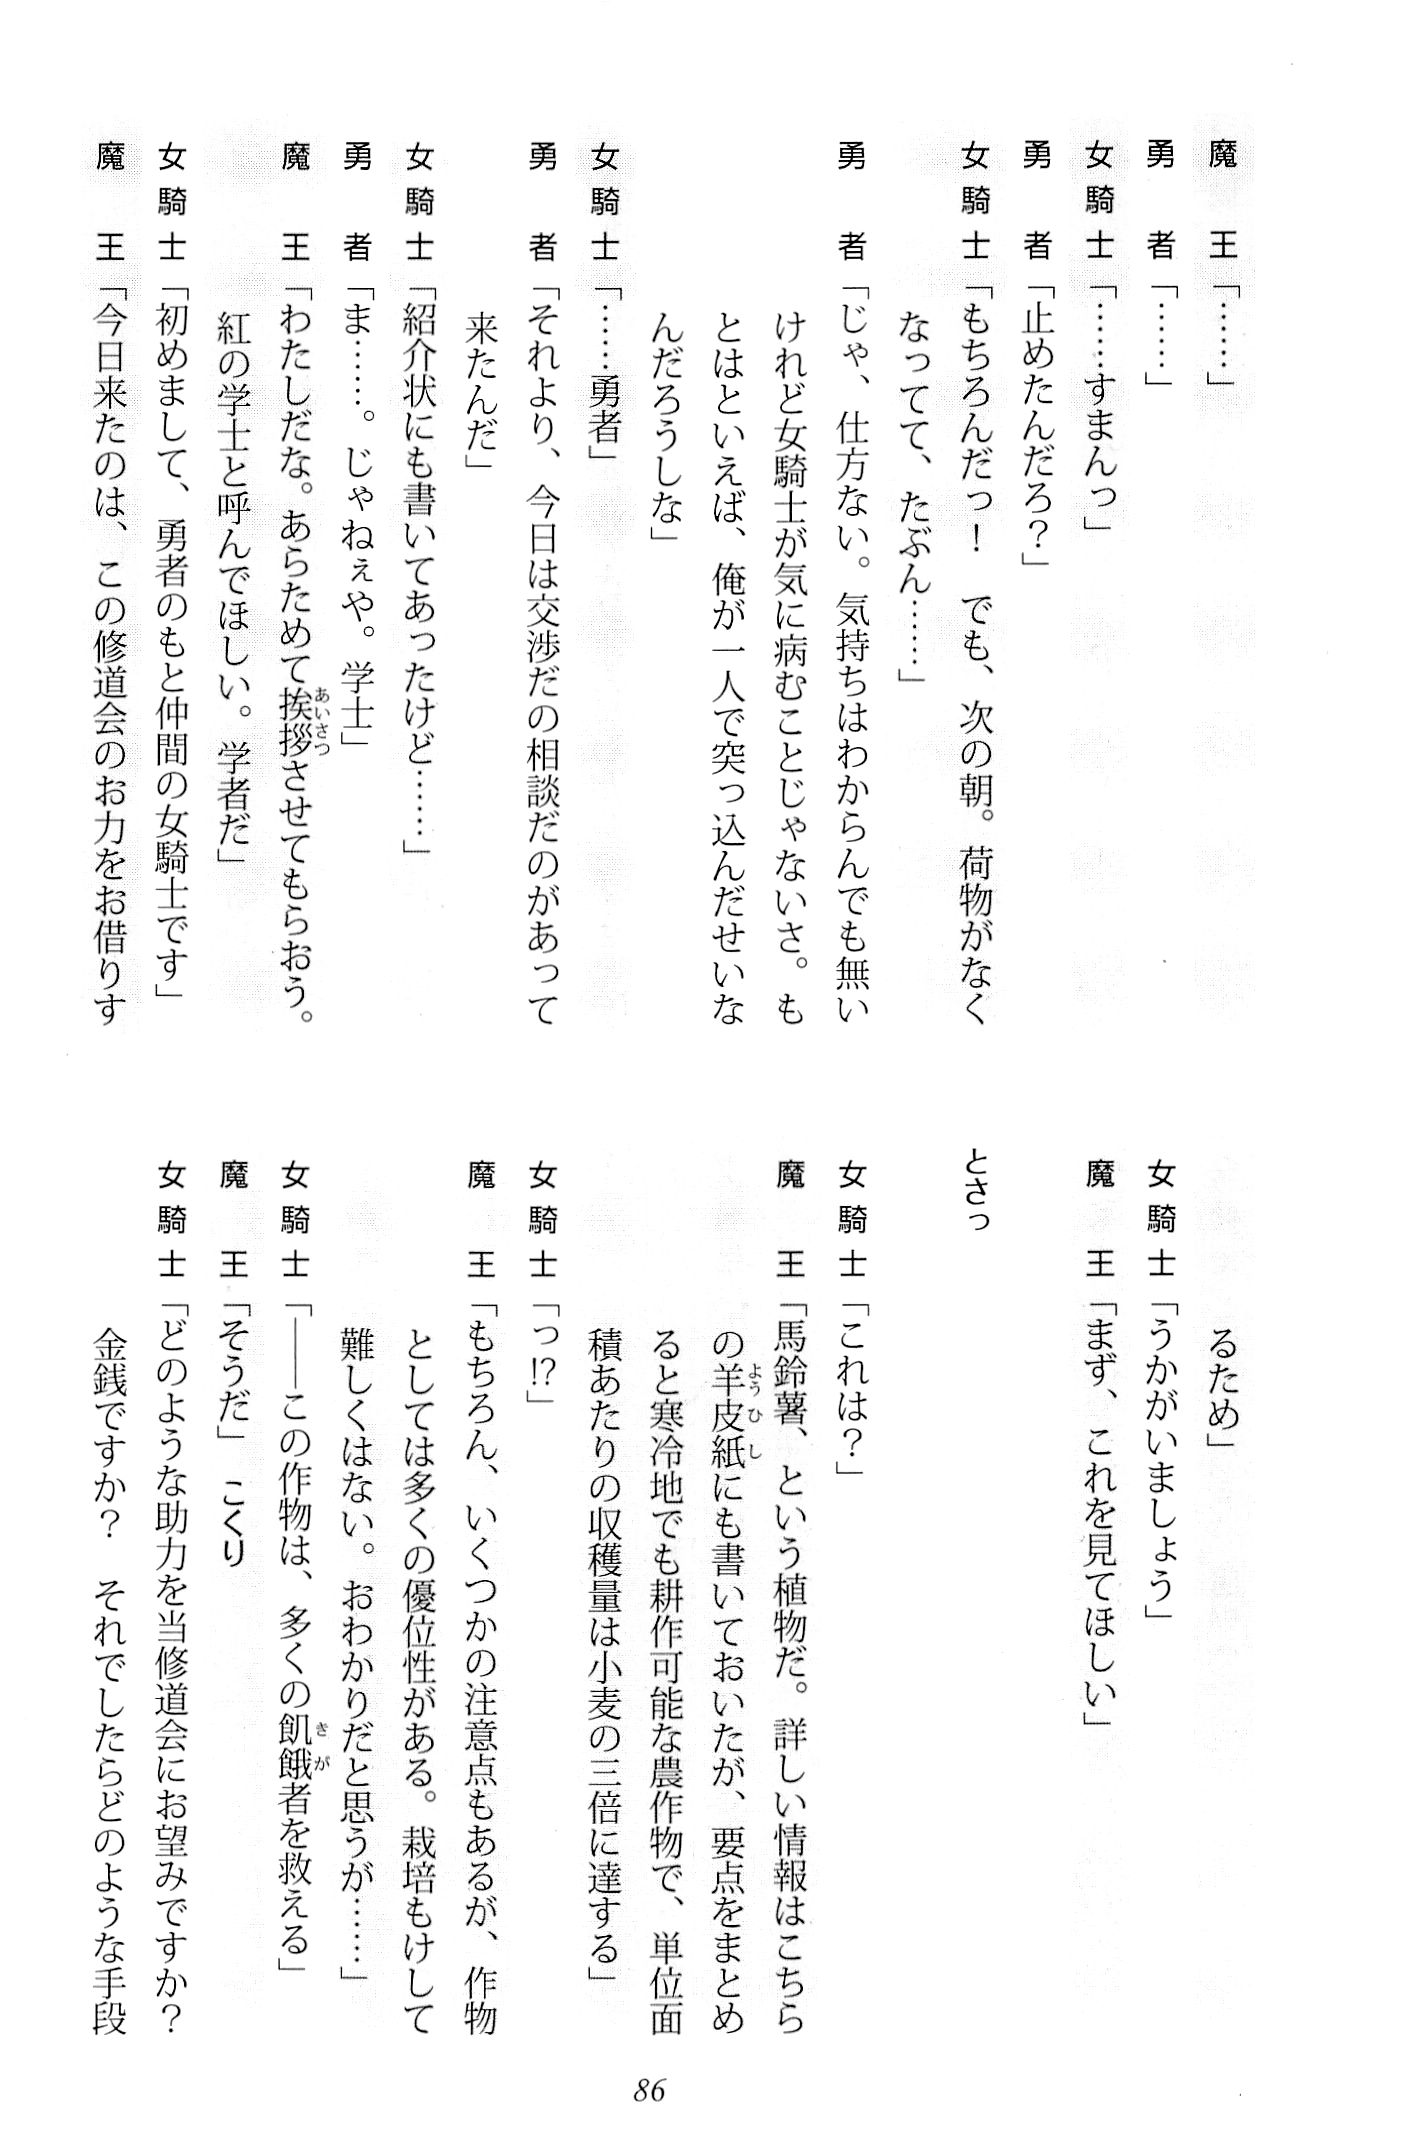 魔　王「……」
勇　者「……」
女騎士「……すまんっ」
勇　者「止めたんだろ？」
女騎士「もちろんだっ！　でも、次の朝。荷物がなく
なってて、たぶん……」
勇　者「じゃ、仕方ない。気持ちはわからんでも無い
けれど女騎士が気に病むことじゃないさ。も
とはといえば、俺が一人で突っ込んだせいな
んだろうしな」
女騎士「……勇者」
勇　者「それより、今日は交渉だの相談だのがあって
来たんだ」
女騎士「紹介状にも書いてあったけど……」
勇　者「ま……。じゃねぇや。学士」
魔　王「わたしだな。あらためて挨拶あいさつさせてもらおう。
紅の学士と呼んでほしい。学者だ」
女騎士「初めまして、勇者のもと仲間の女騎士です」
魔　王「今日来たのは、この修道会のお力をお借りす
るため」
女騎士「うかがいましょう」
魔　王「まず、これを見てほしい」
とさっ
女騎士「これは？」
魔　王「馬鈴薯、という植物だ。詳しい情報はこちら
の羊皮紙ようひしにも書いておいたが、要点をまとめ
ると寒冷地でも耕作可能な農作物で、単位面
積あたりの収穫量は小麦の三倍に達する」
女騎士「っ!?」
魔　王「もちろん、いくつかの注意点もあるが、作物
としては多くの優位性がある。栽培もけして
難しくはない。おわかりだと思うが……」
女騎士「――この作物は、多くの飢餓きが者を救える」
魔　王「そうだ」　こくり
女騎士「どのような助力を当修道会にお望みですか？
金銭ですか？　それでしたらどのような手段
86